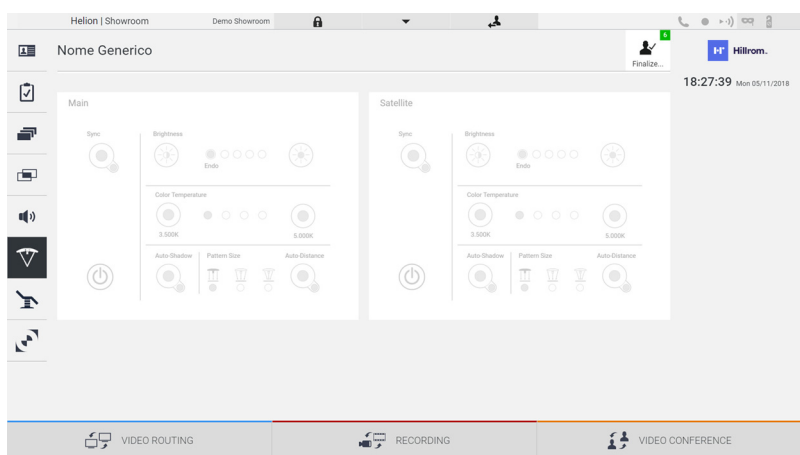 Helion | Showroom
Demo Showroom
Nome Generico
6
Finalize...
Hillrom.
18:27:39 Mon 05/11/2018
Main
Sync
Brightness
Endo
Color Temperature
3.500K
5.000K
Auto-Shadow
Pattern Size
Auto-Distance
Satellite
Sync
Brightness
Endo
Color Temperature
3.500K
5.000K
Auto-Shadow
Pattern Size
Auto-Distance
VIDEO ROUTING
RECORDING
VIDEO CONFERENCE